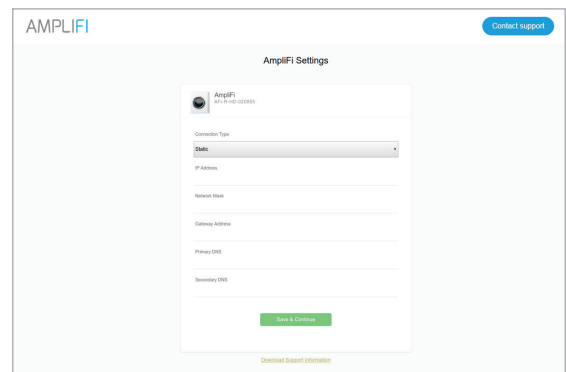 AMPLIFI
Contact support
AmpliFi Settings
AmpliFi
AFi-R-HD-020B55
Connection Type
Static
IP Address
Network Mask
Gateway Address
Primary DNS
Secondary DNS
Save & Continue
Download Support Information